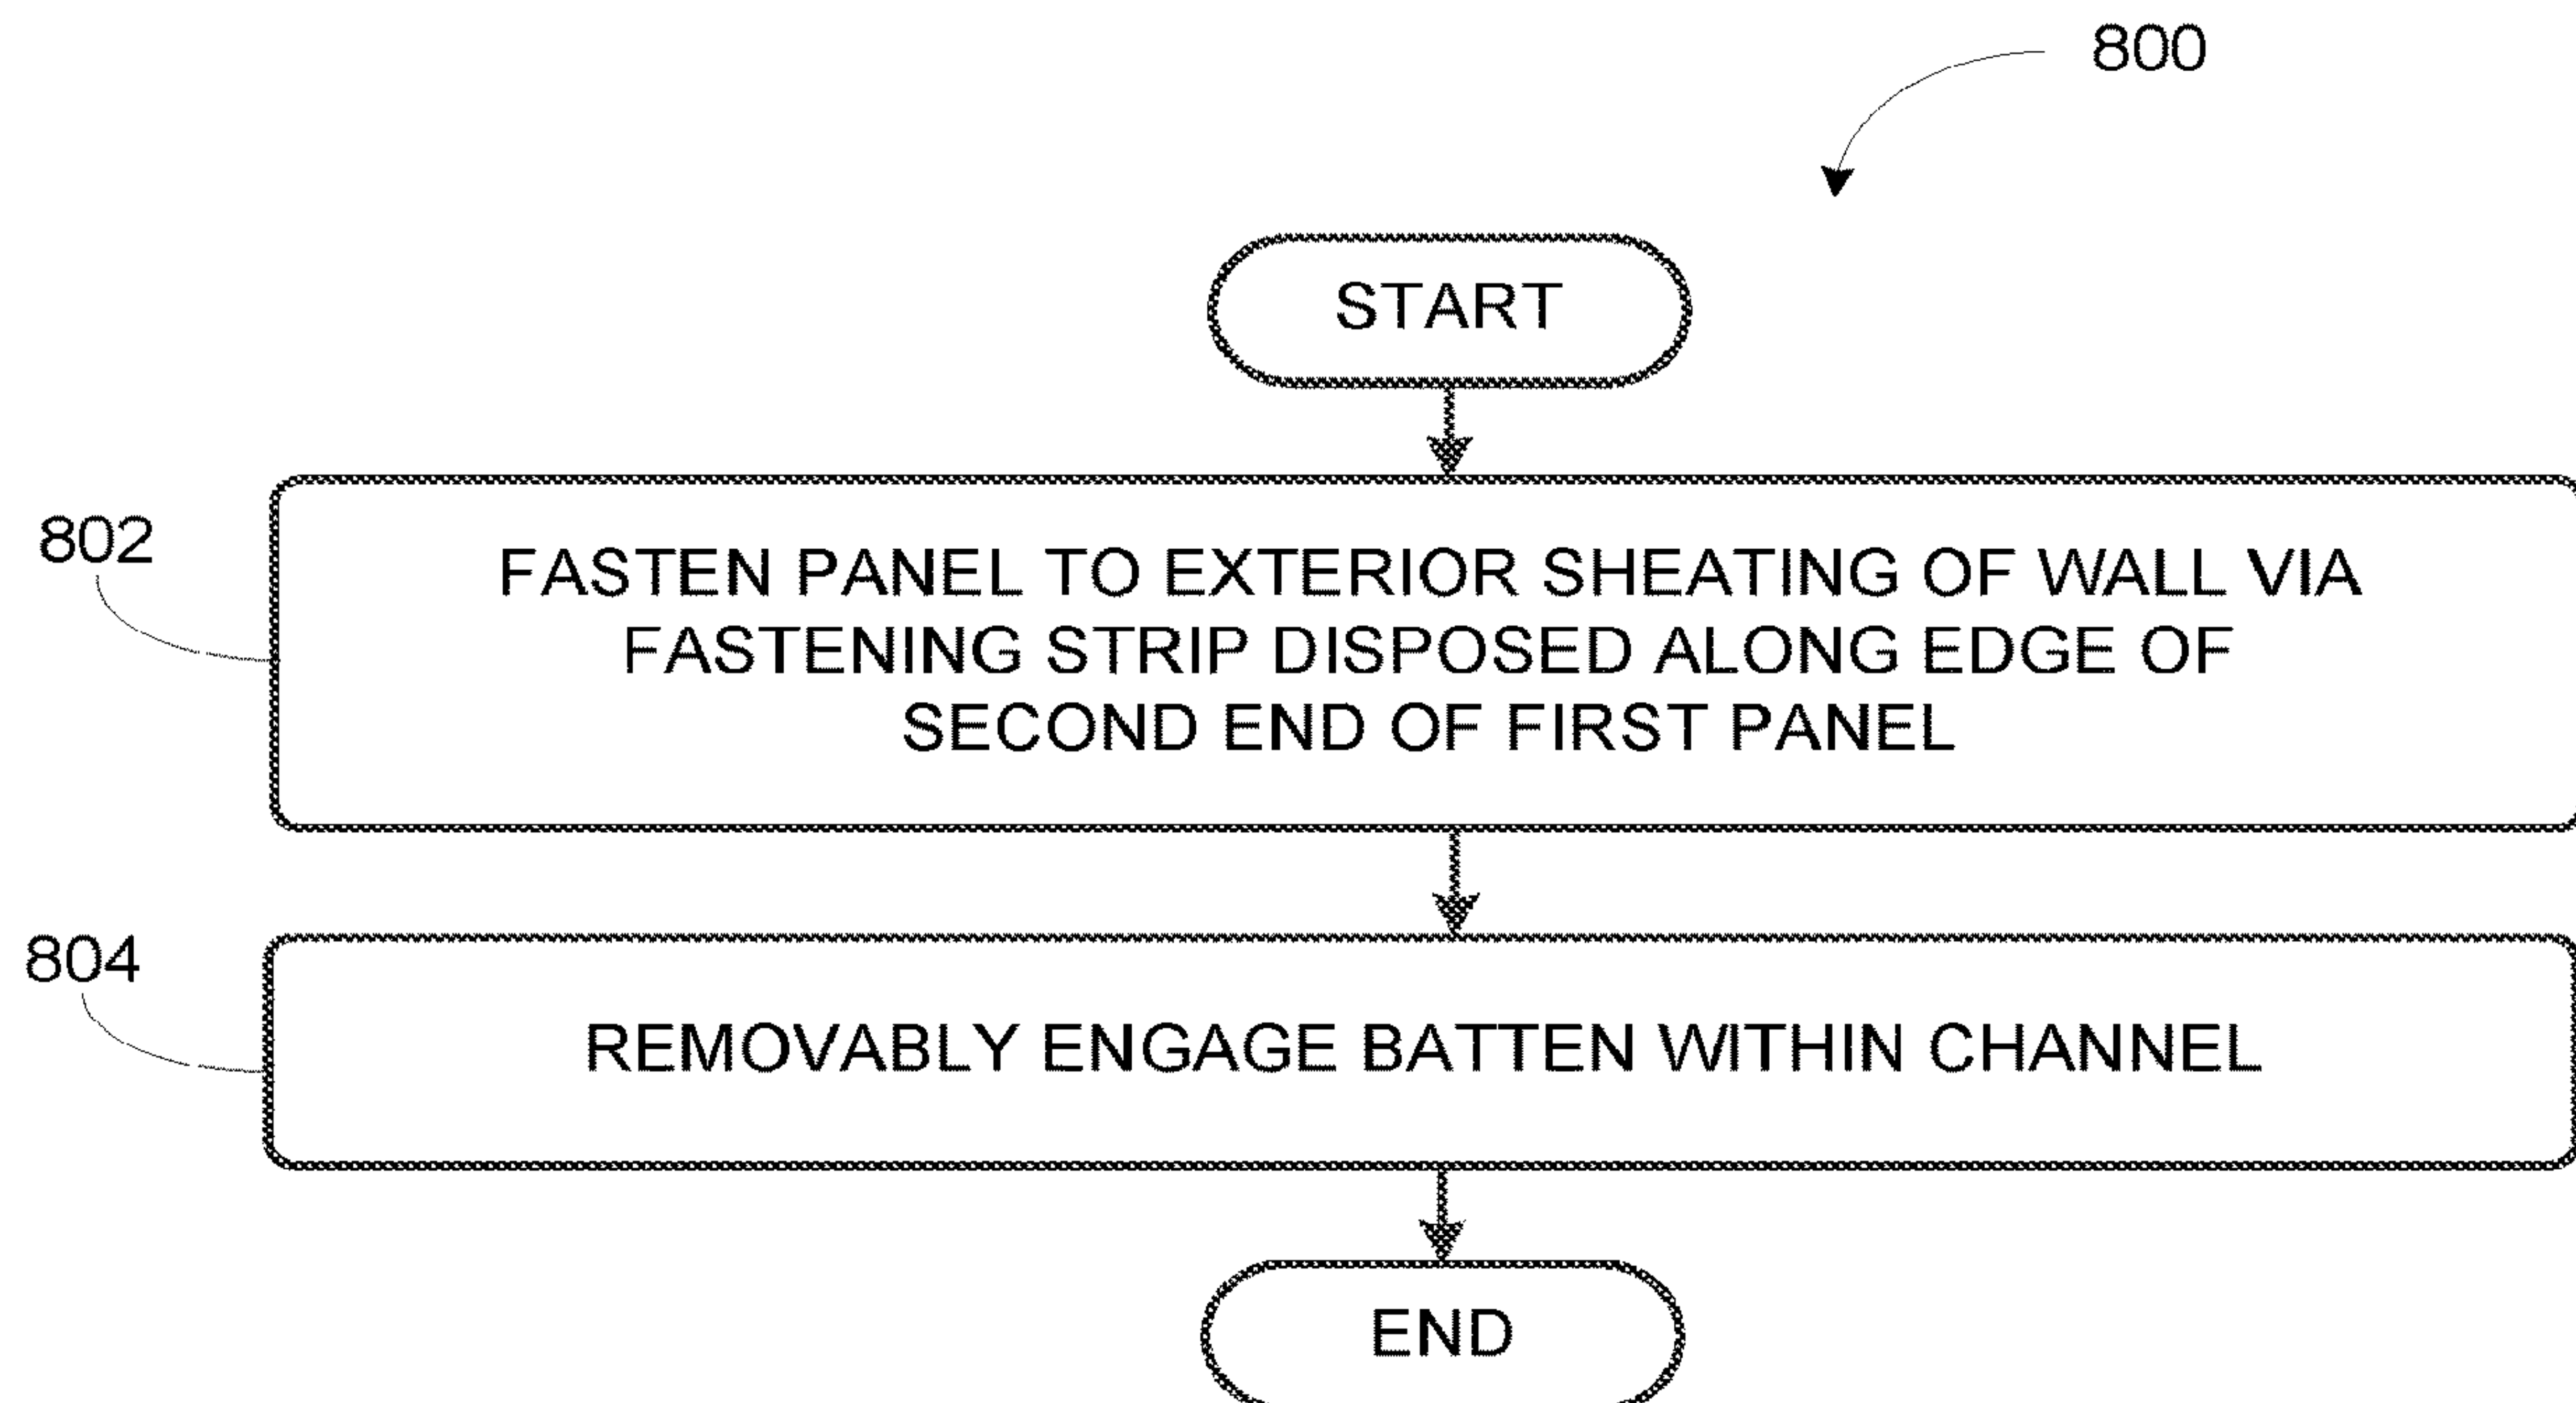 800
START
802
FASTEN PANEL TO EXTERIOR SHEATING OF WALL VIA
FASTENING STRIP DISPOSED ALONG EDGE OF
SECOND END OF FIRST PANEL
804
REMOVABLY ENGAGE BATTEN WITHIN CHANNEL
END